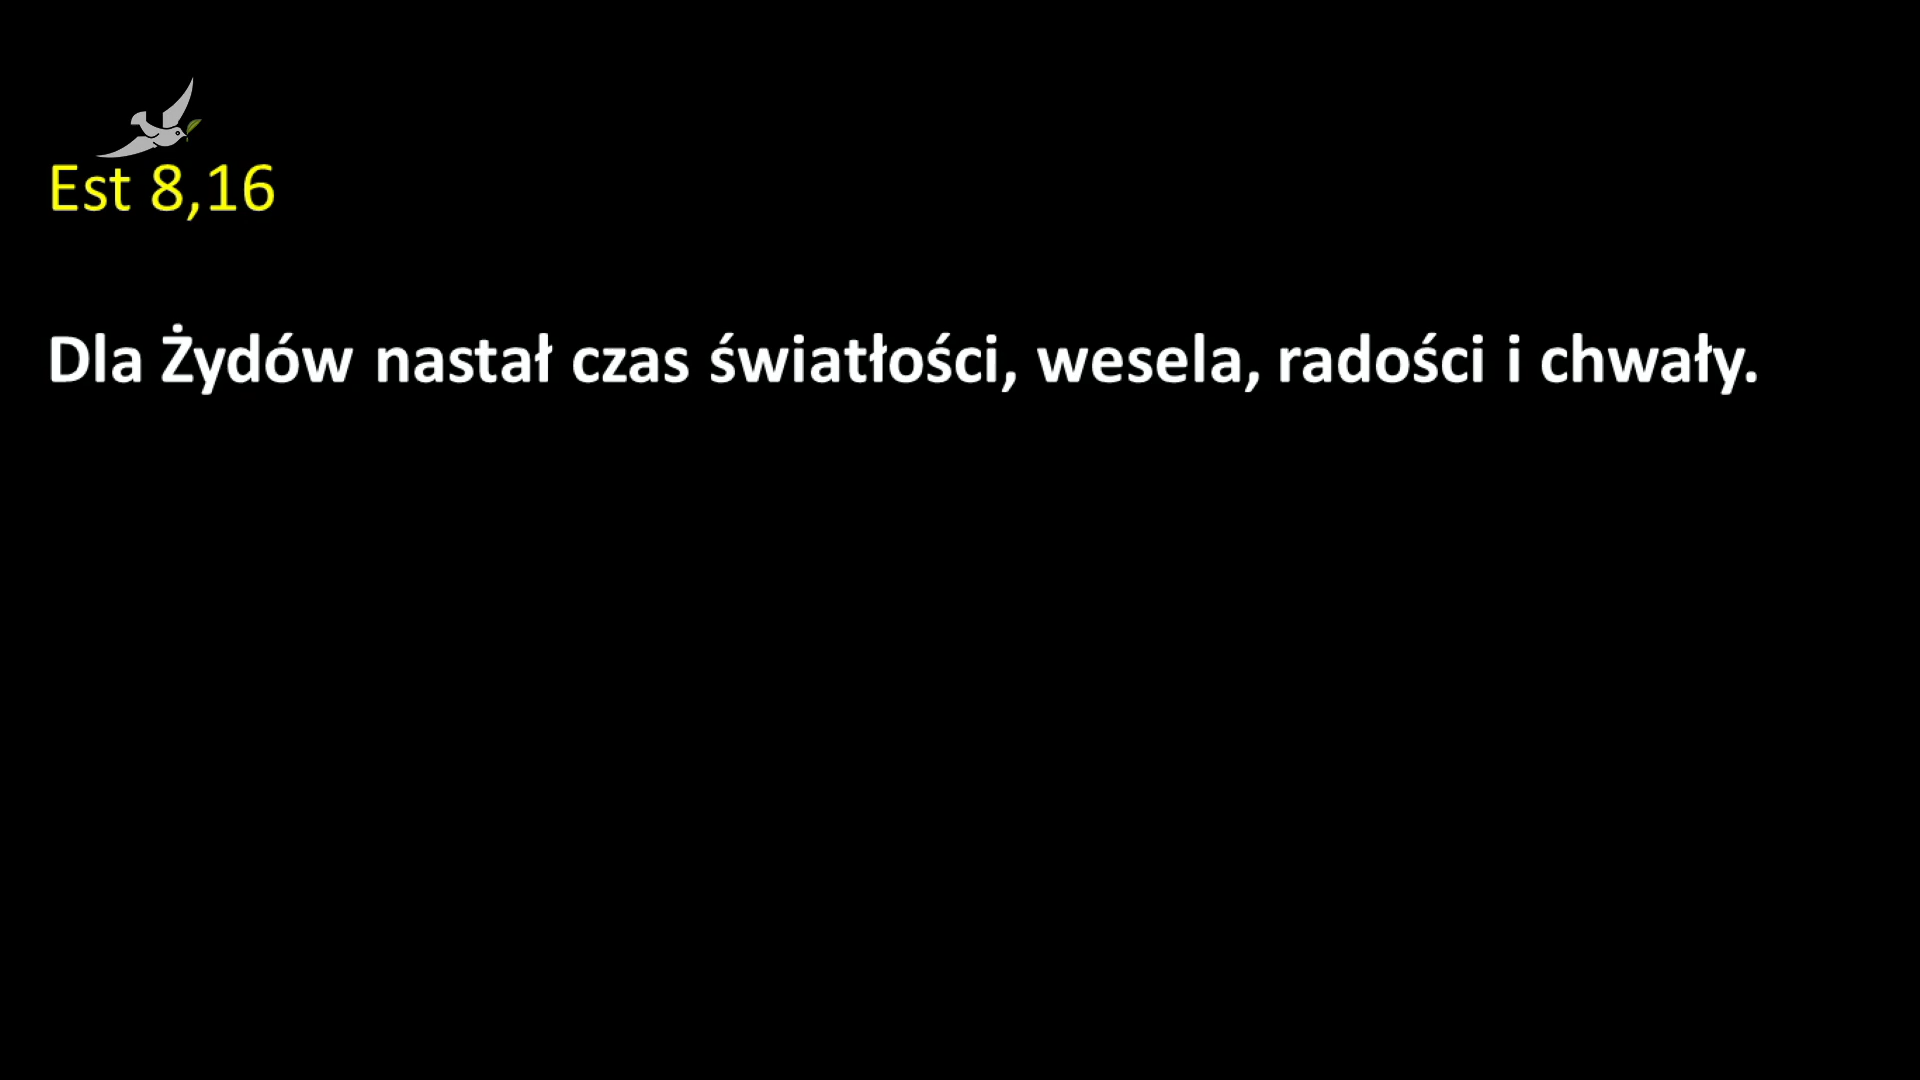 Est 8,16
Dla Żydów nastał czas światłości, wesela, radości i chwały.